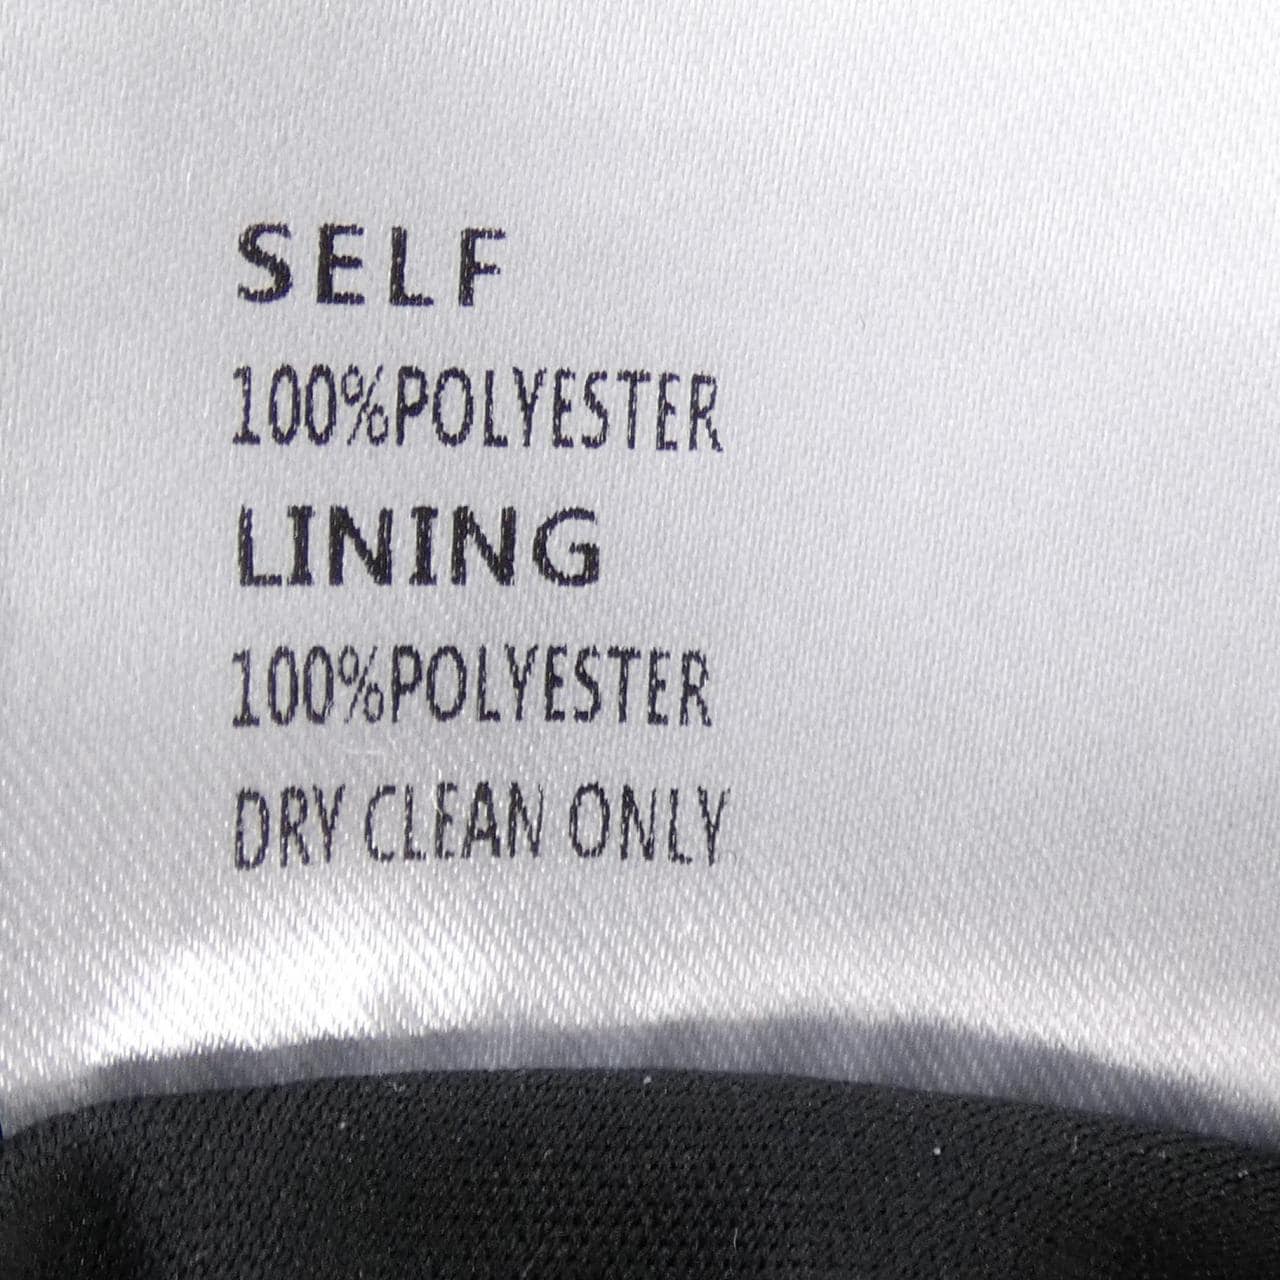 SELF
100%POLYESTER
LINING
100%POLYESTER
DRY CLEAN ONLY